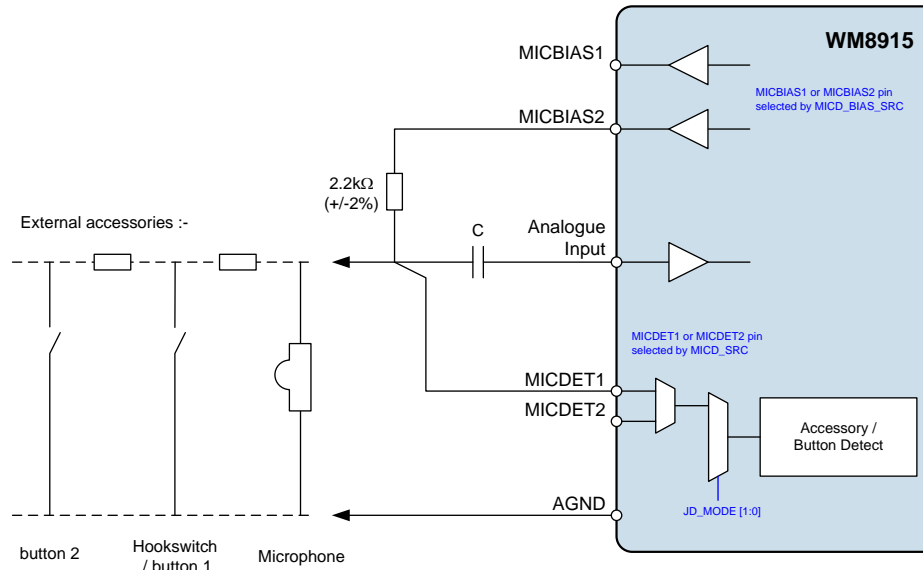 WM8915
MICBIAS1
MICBIAS1 or MICBIAS2 pin
selected by MICD_BIAS_SRC
MICBIAS2
2.2kΩ
(+/-2%)
External accessories :-
C
Analogue
Input
MICDET1 or MICDET2 pin
selected by MICD_SRC
MICDET1
MICDET2
Accessory /
Button Detect
AGND
JD_MODE [1:0]
button 2
Hookswitch
/ button 1
Microphone